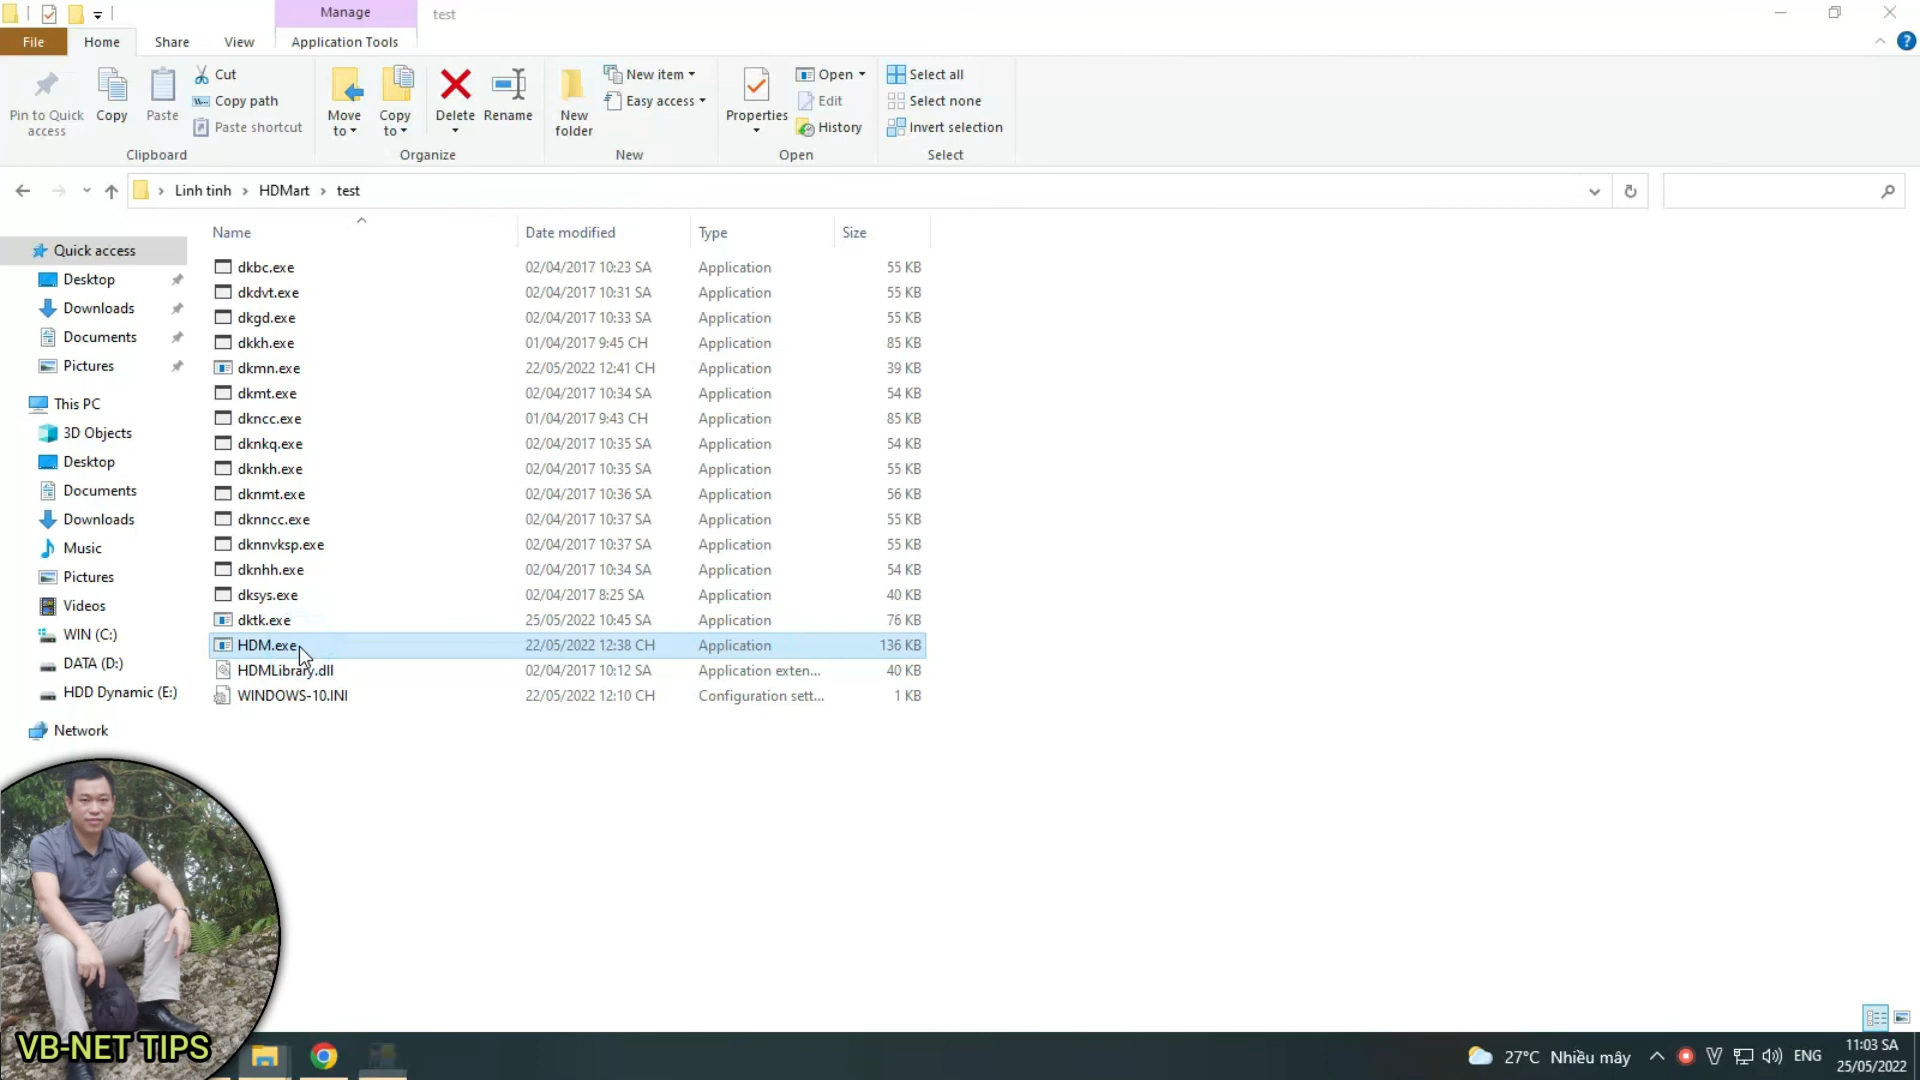 Manage
test
File
Home
Share
View
Application Tools
Pin to Quick access
Copy
Paste
Cut
Copy path
Paste shortcut
Clipboard
Move to
Copy to
Delete
Rename
Organize
New folder
New item
Easy access
New
Properties
Open
Edit
History
Open
Select all
Select none
Invert selection
Select
Linh tinh > HDMart > test
Name
Date modified
Type
Size
Quick access
Desktop
Downloads
Documents
Pictures
This PC
3D Objects
Desktop
Documents
Downloads
Music
Pictures
Videos
WIN (C:)
DATA (D:)
HDD Dynamic (E:)
Network
dkbc.exe 02/04/2017 10:23 SA Application 55 KB
dkdvt.exe 02/04/2017 10:31 SA Application 55 KB
dkgd.exe 02/04/2017 10:33 SA Application 55 KB
dkkh.exe 01/04/2017 9:45 CH Application 85 KB
dkmn.exe 22/05/2022 12:41 CH Application 39 KB
dkmt.exe 02/04/2017 10:34 SA Application 54 KB
dkncc.exe 01/04/2017 9:43 CH Application 85 KB
dknkq.exe 02/04/2017 10:35 SA Application 54 KB
dknkh.exe 02/04/2017 10:35 SA Application 55 KB
dknmt.exe 02/04/2017 10:36 SA Application 56 KB
dknncc.exe 02/04/2017 10:37 SA Application 55 KB
dknnvksp.exe 02/04/2017 10:37 SA Application 55 KB
dknhh.exe 02/04/2017 10:34 SA Application 54 KB
dksys.exe 02/04/2017 8:25 SA Application 40 KB
dktk.exe 25/05/2022 10:45 SA Application 76 KB
HDM.exe 22/05/2022 12:38 CH Application 136 KB
HDMLibrary.dll 02/04/2017 10:12 SA Application exten... 40 KB
WINDOWS-10.INI 22/05/2022 12:10 CH Configuration sett... 1 KB
VB-NET TIPS
27°C Nhiều mây
ENG
11:03 SA
25/05/2022